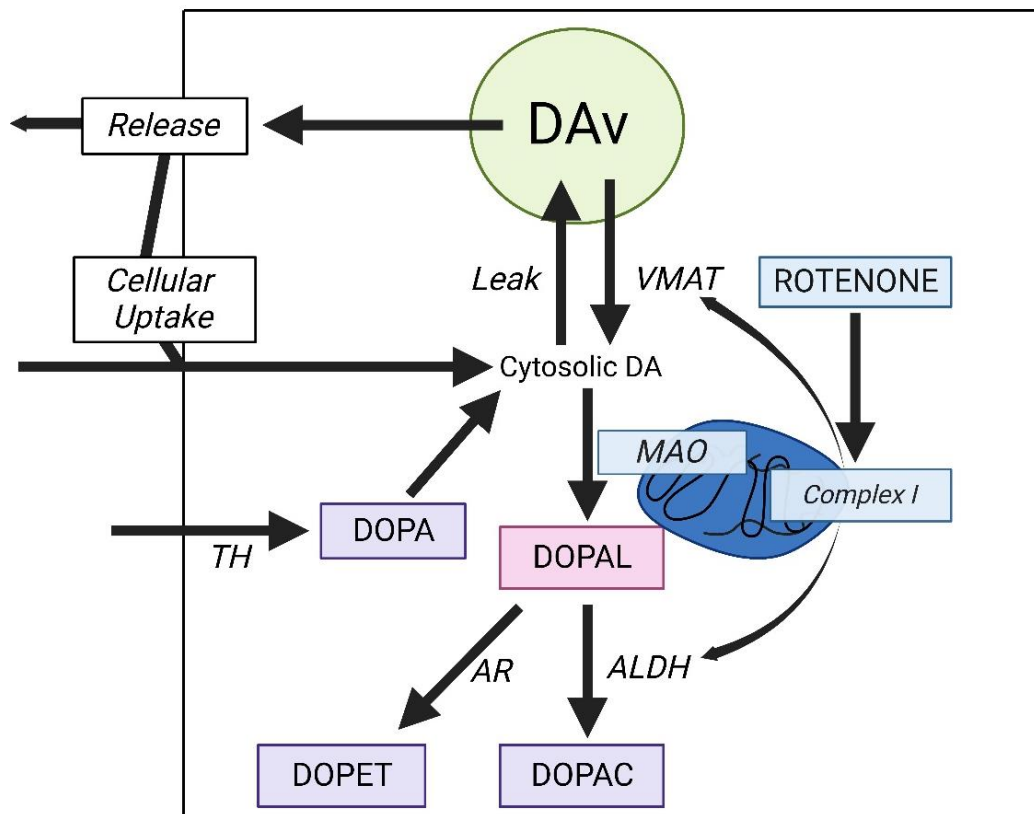 DAv
Release
Cellular
Uptake
Leak
VMAT
ROTENONE
Cytosolic DA
MAO
Complex I
DOPA
TH
DOPAL
AR
ALDH
DOPET
DOPAC